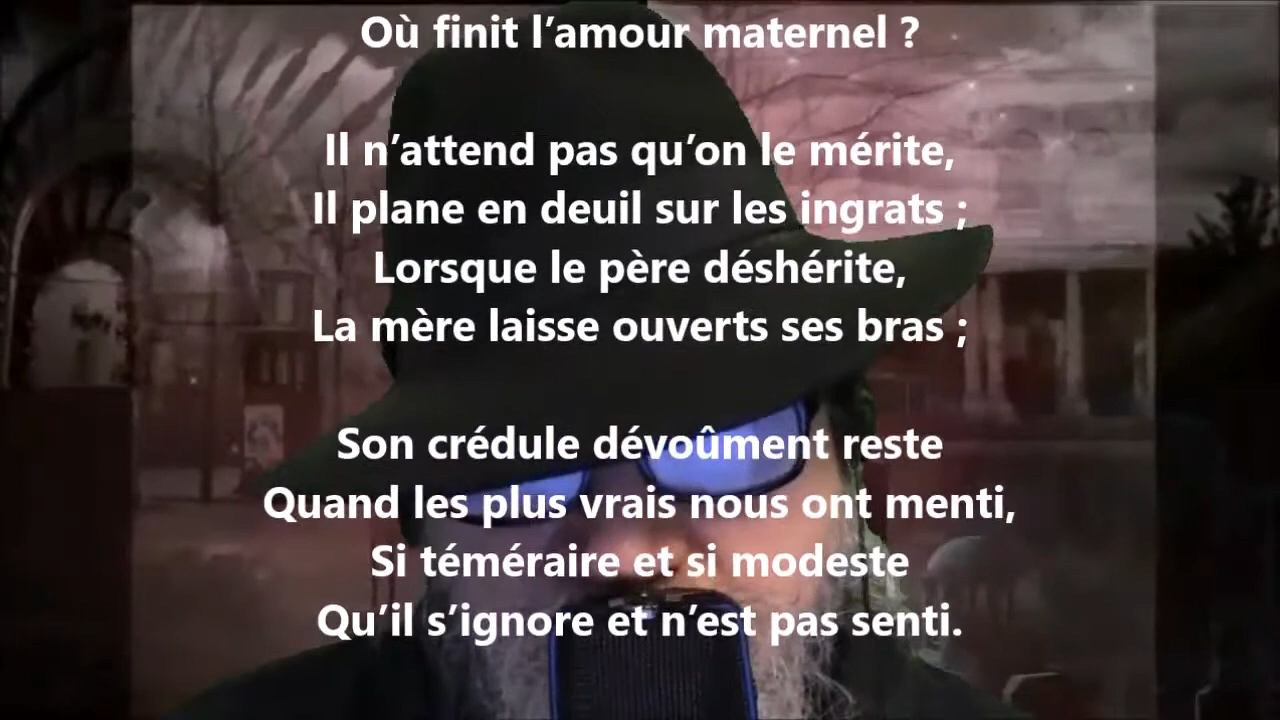 Où finit l’amour maternel ?
Il n’attend pas qu’on le mérite,
Il plane en deuil sur les ingrats ;
Lorsque le père déshérite,
La mère laisse ouverts ses bras ;
Son crédule dévoûment reste
Quand les plus vrais nous ont menti,
Si téméraire et si modeste
Qu’il s’ignore et n’est pas senti.